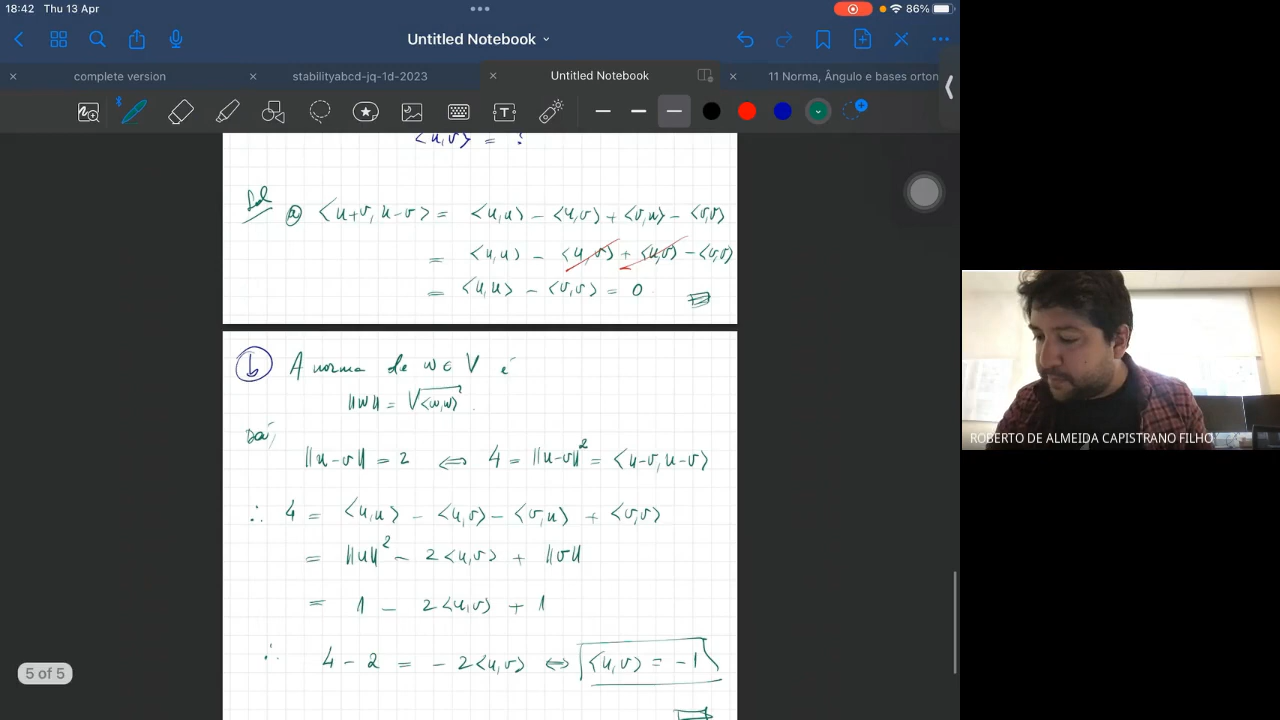 18:42 Thu 13 Apr
86%
Untitled Notebook
complete version
stabilityabcd-jq-1d-2023
Untitled Notebook
11 Norma, Ângulo e bases orton
T
<u,v> = ?
Sol
a) <u+v, u-v> = <u,u> - <u,v> + <v,u> - <v,v>
= <u,u> - <u,v> + <u,v> - <v,v>
= <u,u> - <v,v> = 0
b) A norma de w ∈ V é
||w|| = √<w,w>.
Daí,
||u-v|| = 2 ⇔ 4 = ||u-v||² = <u-v, u-v>
∴ 4 = <u,u> - <u,v> - <v,u> + <v,v>
= ||u||² - 2<u,v> + ||v||
= 1 - 2<u,v> + 1
∴ 4 - 2 = - 2<u,v> ⇔ <u,v> = -1
5 of 5
ROBERTO DE ALMEIDA CAPISTRANO FILHO